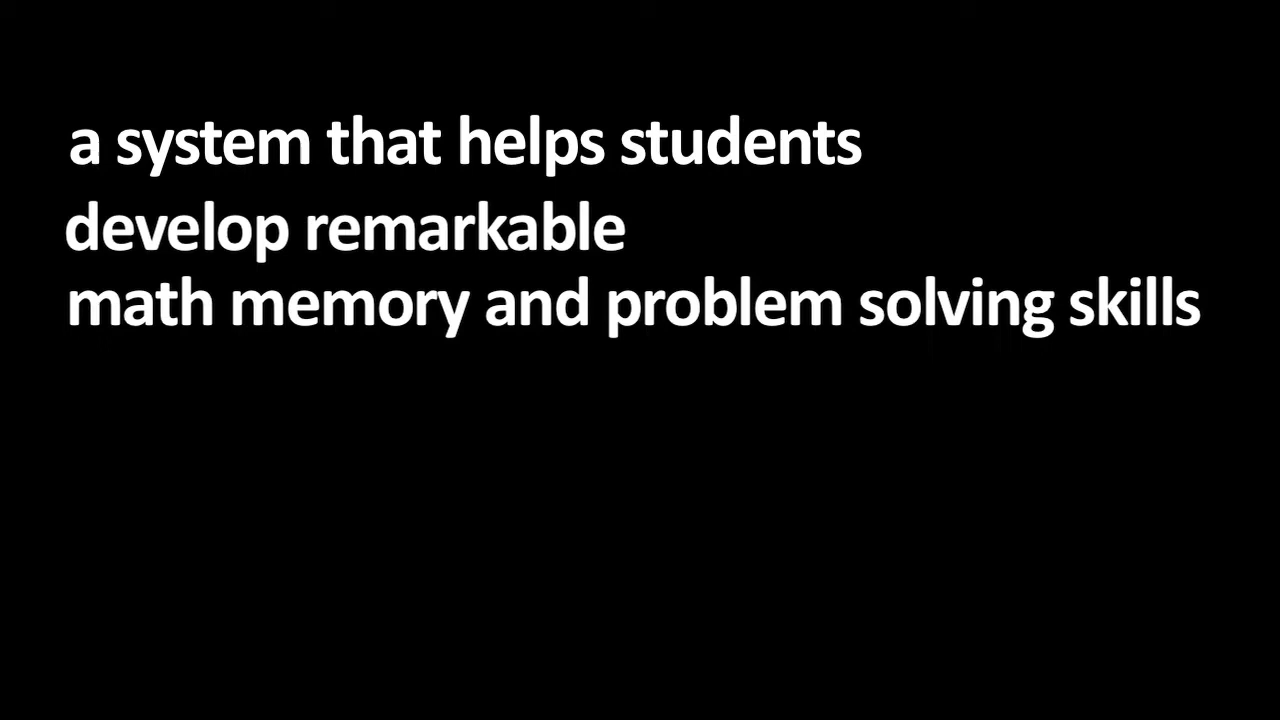 a system that helps students
develop remarkable
math memory and problem solving skills